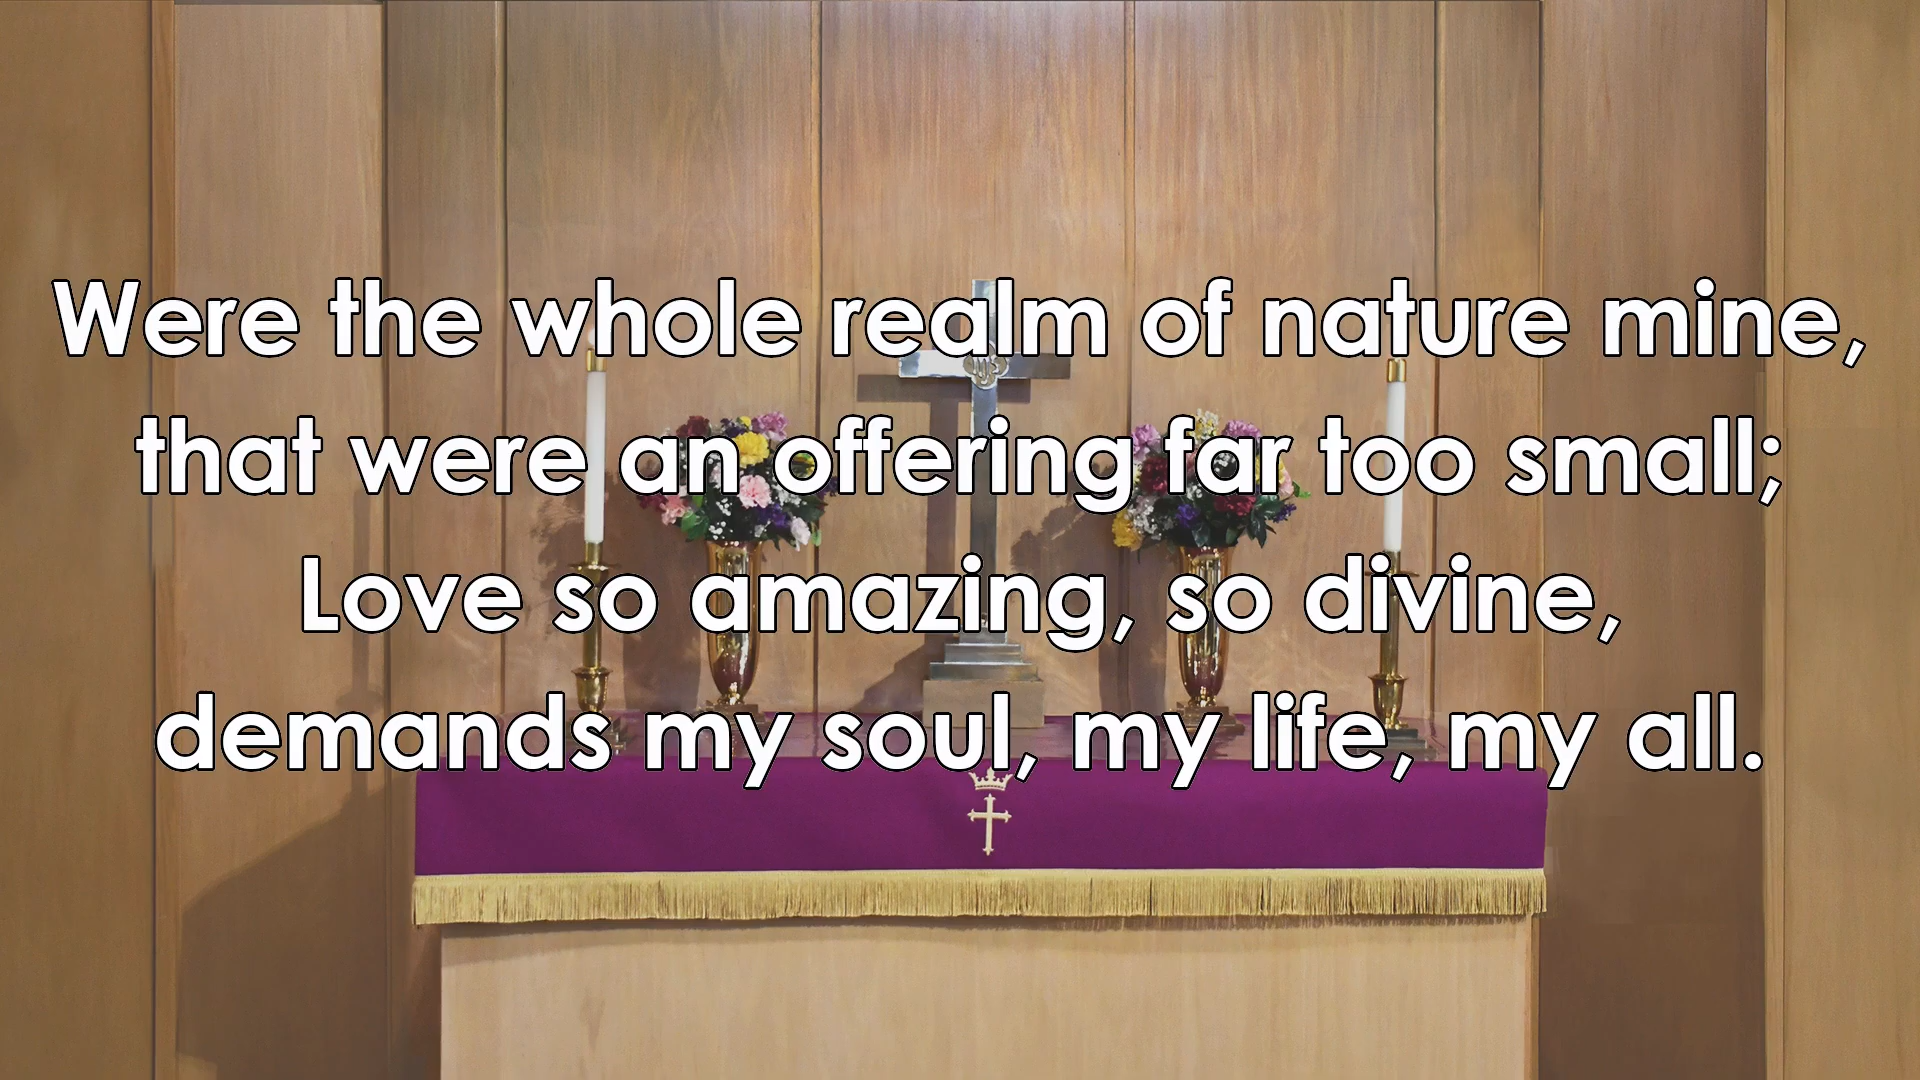 Were the whole realm of nature mine,
that were an offering far too small;
Love so amazing, so divine,
demands my soul, my life, my all.